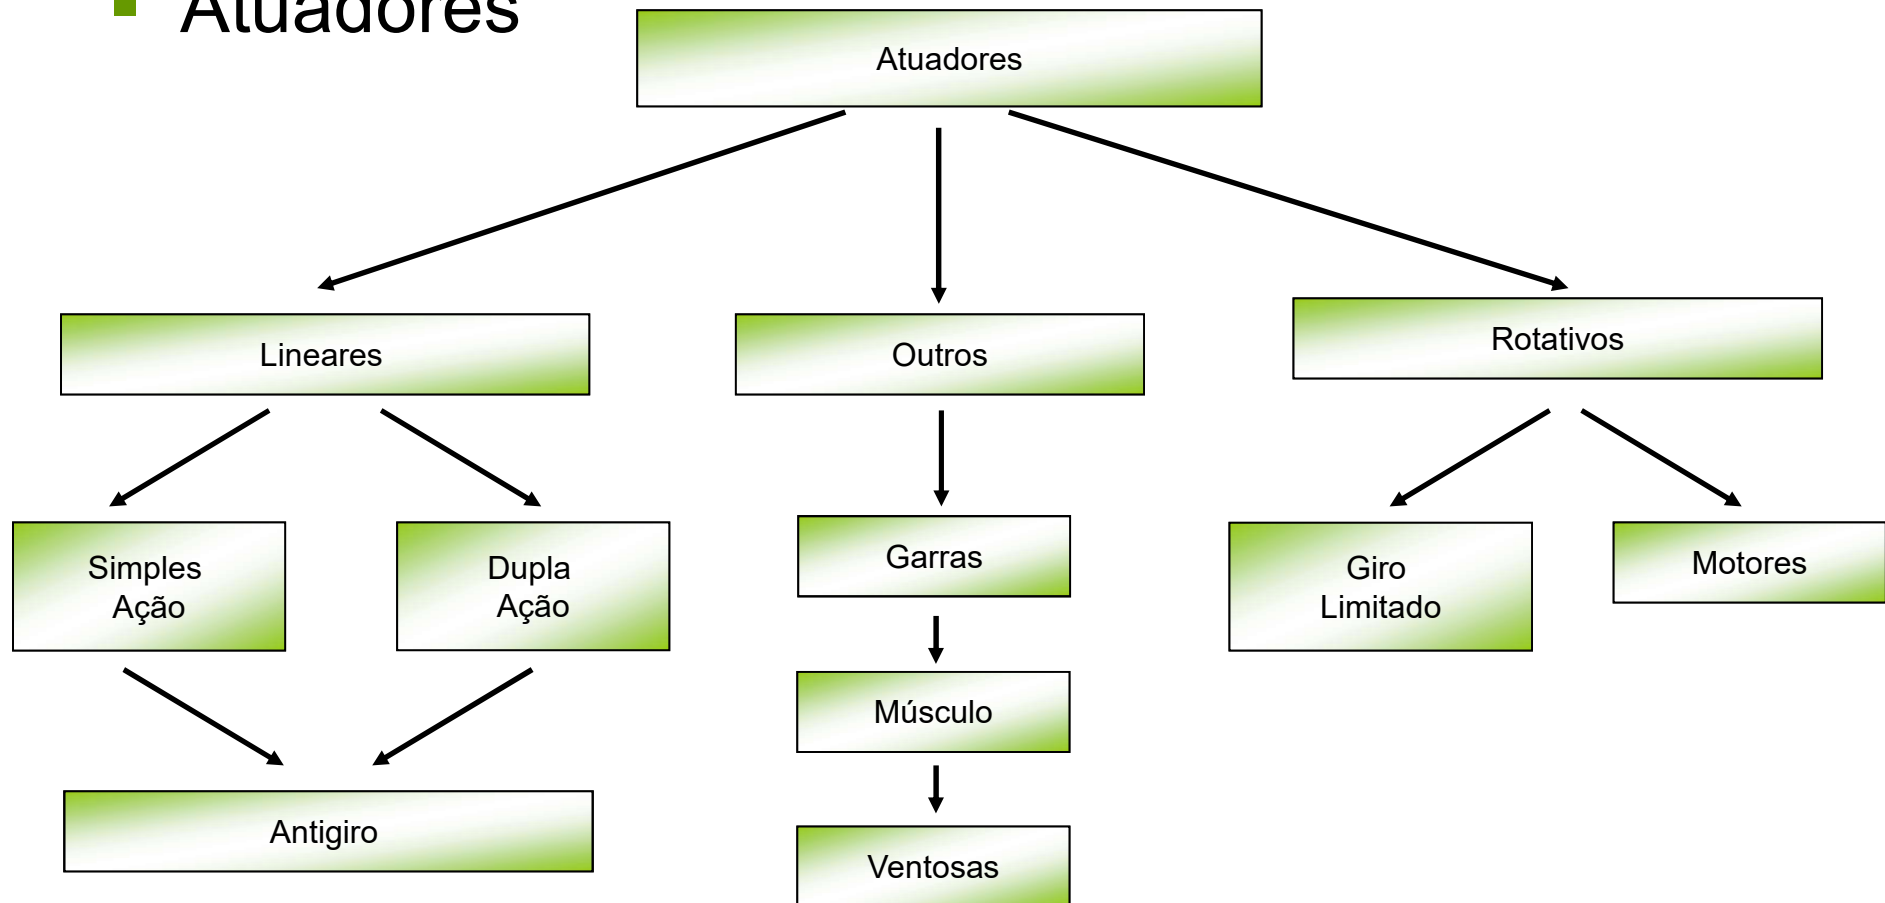 Atuadores
Atuadores
Lineares
Outros
Rotativos
Simples
Ação
Dupla
Ação
Garras
Giro
Limitado
Motores
Músculo
Antigiro
Ventosas